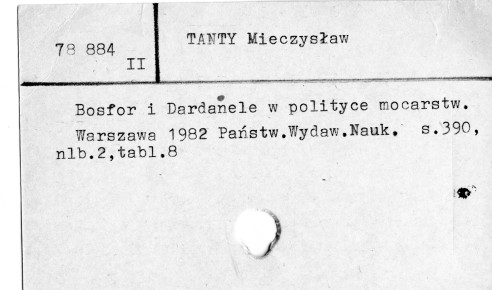 78 884
II
TANTY Mieczysław
Bosfor i Dardanele w polityce mocarstw.
Warszawa 1982 Państw.Wydaw.Nauk. s.390,
nlb.2,tabl.8